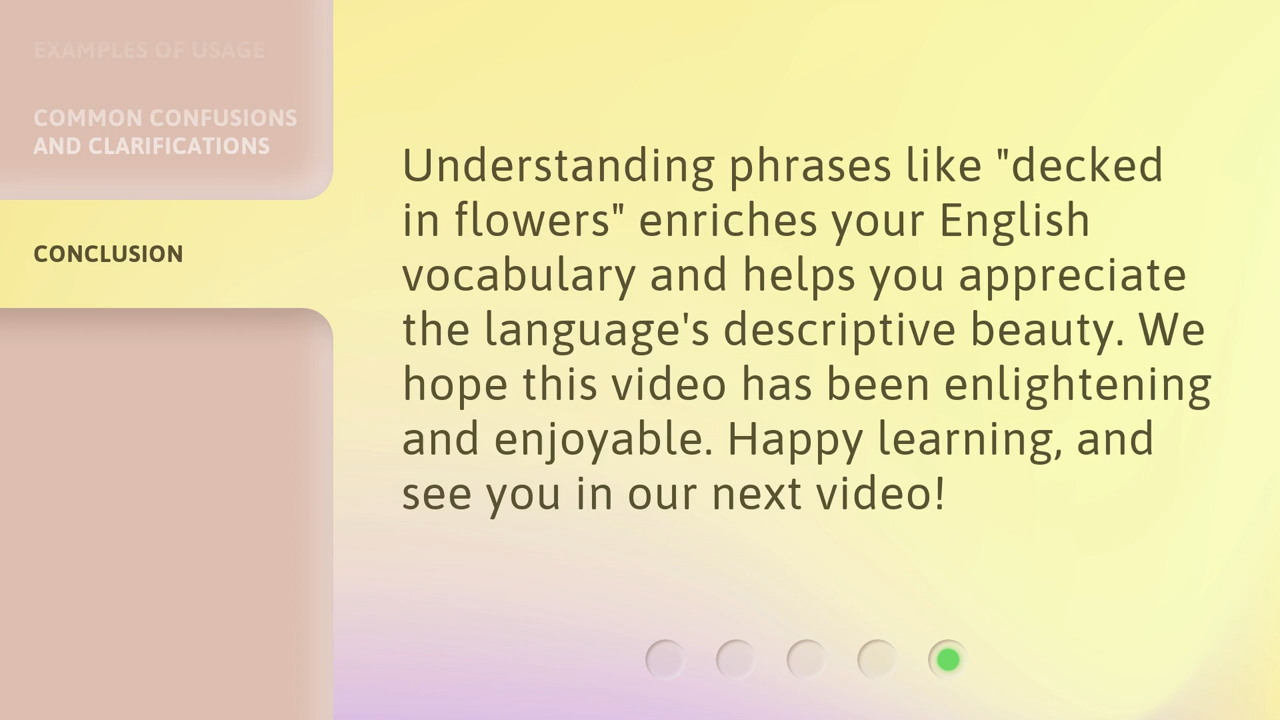 EXAMPLES OF USAGE
COMMON CONFUSIONS
AND CLARIFICATIONS
CONCLUSION
Understanding phrases like "decked
in flowers" enriches your English
vocabulary and helps you appreciate
the language's descriptive beauty. We
hope this video has been enlightening
and enjoyable. Happy learning, and
see you in our next video!